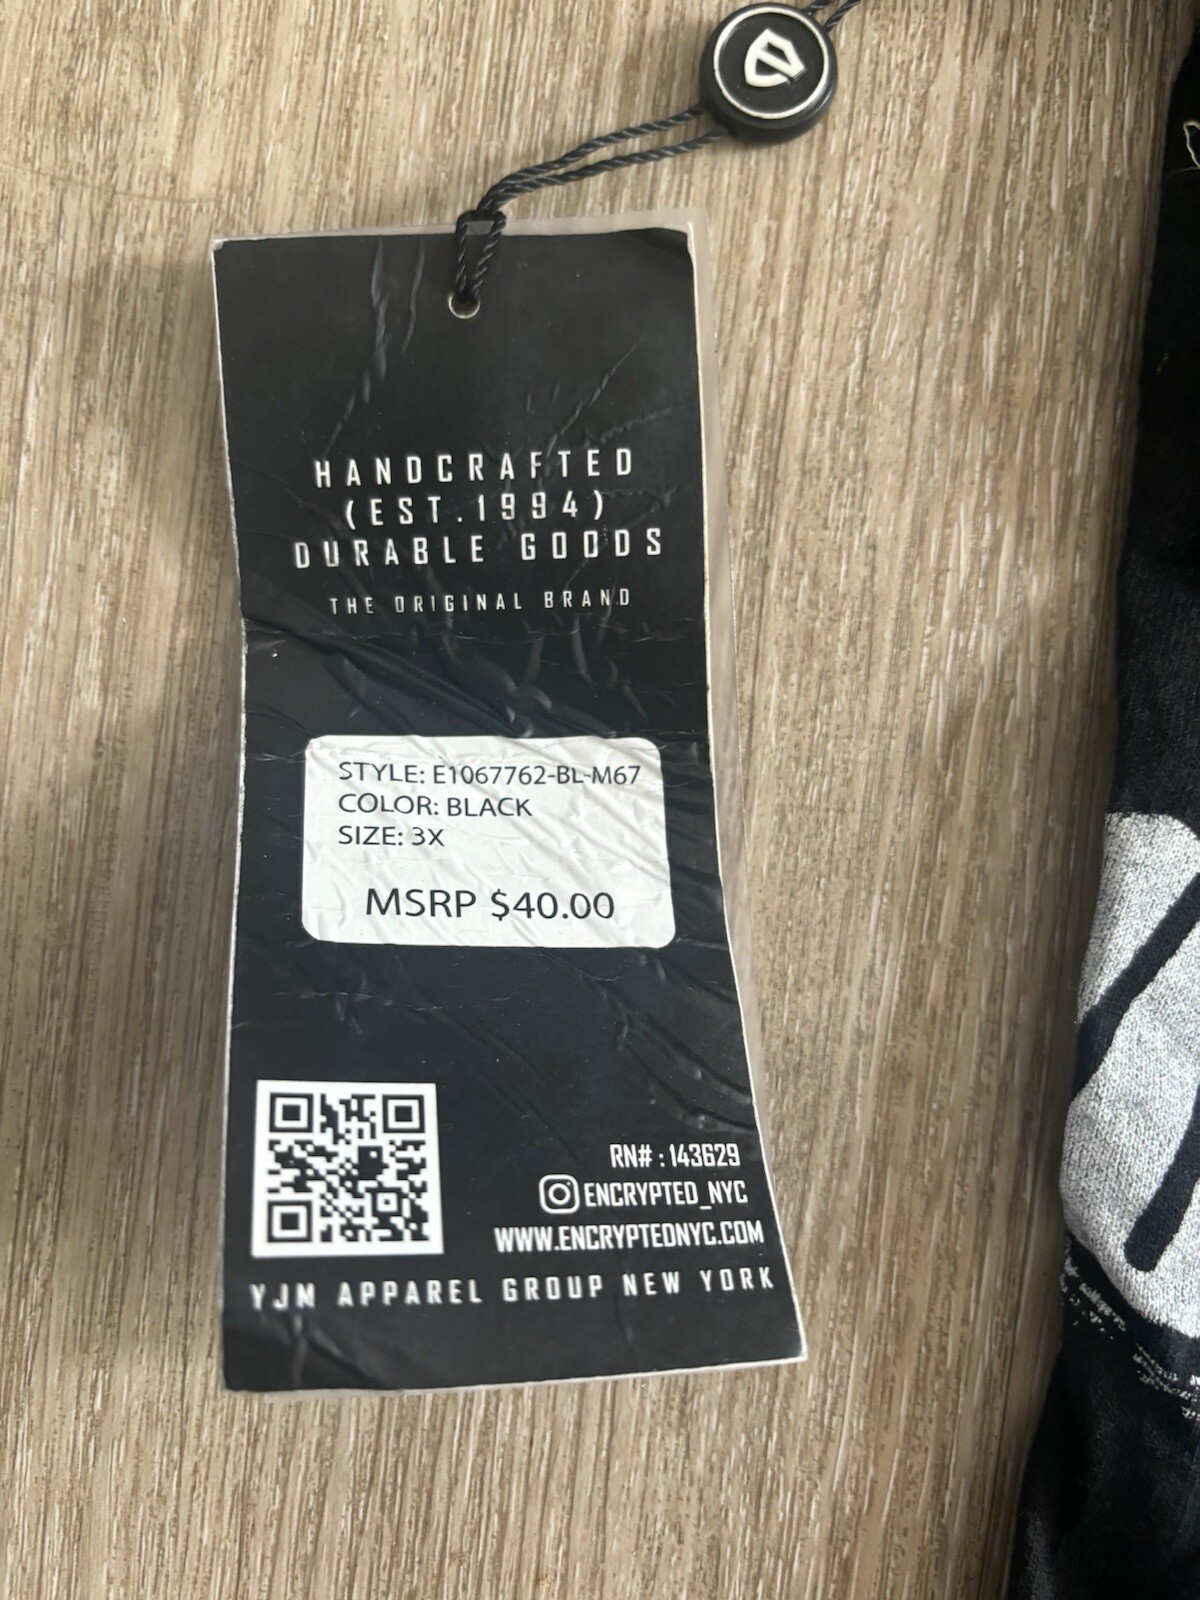 HANDCRAFTED
(EST.1994)
DURABLE GOODS
THE ORIGINAL BRAND
STYLE: E1067762-BL-M67
COLOR: BLACK
SIZE: 3X
MSRP $40.00
RN# : 143629
ENCRYPTED_NYC
WWW.ENCRYPTEDNYC.COM
YJM APPAREL GROUP NEW YORK